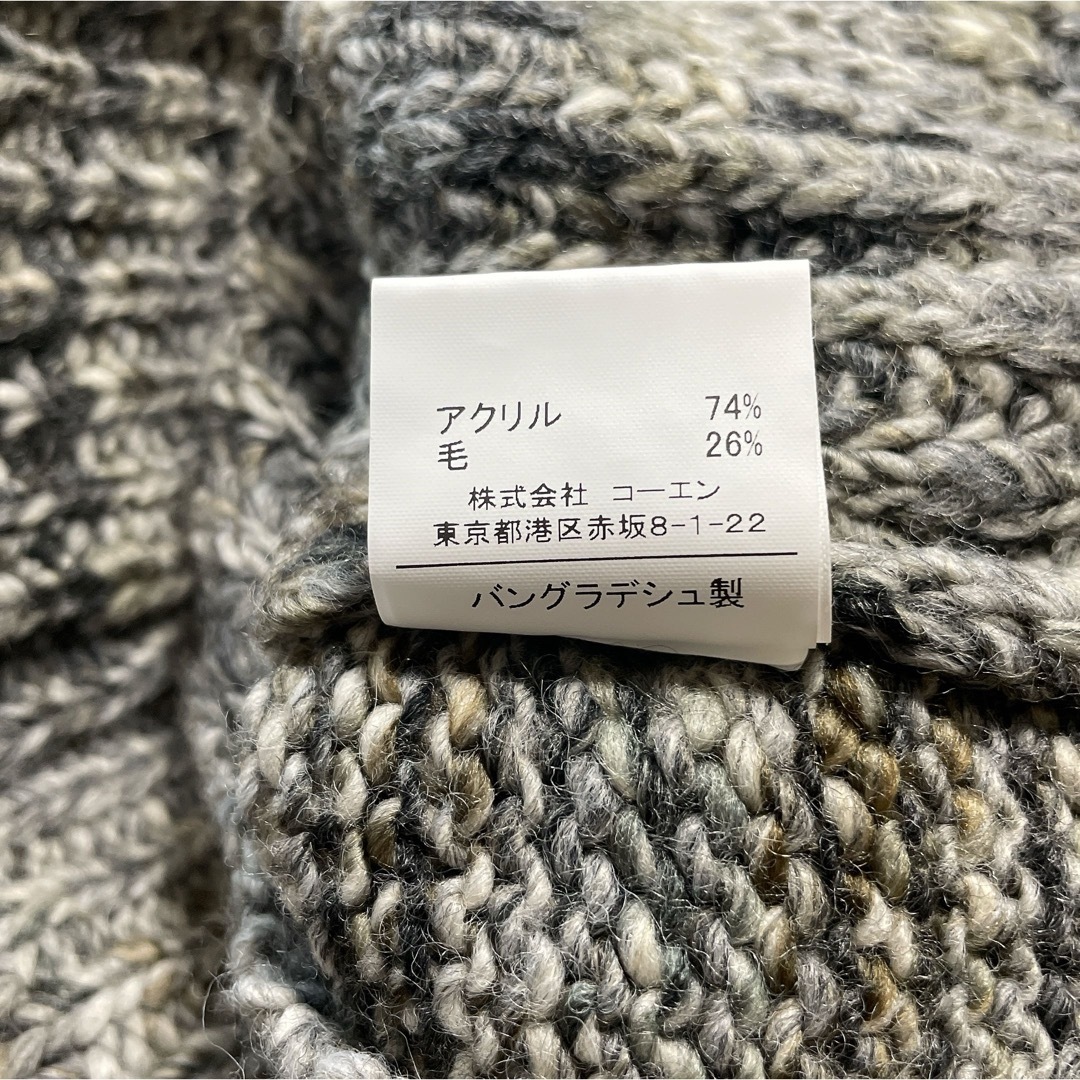 アクリル 74%
毛 26%
株式会社 コーエン
東京都港区赤坂8-1-22
バングラデシュ製